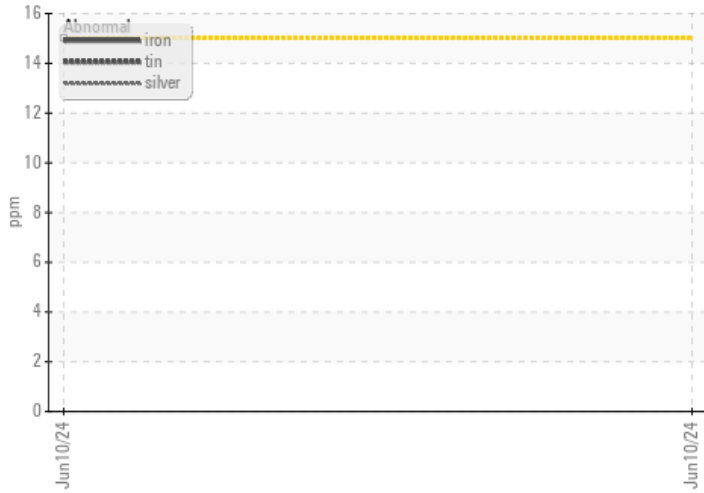 16
Abnormal
iron
tin
silver
14
12
10
8
6
4
2
0
ppm
Jun10/24
Jun10/24